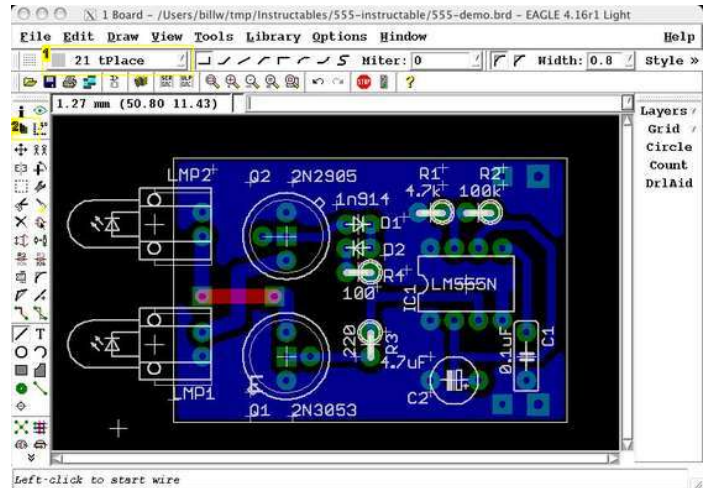 1 Board - /Users/billw/tmp/Instructables/555-instructable/555-demo.brd - EAGLE 4.16r1 Light
File Edit Draw View Tools Library Options Window Help
1
21 tPlace Miter: 0 Width: 0.8 Style »
STOP ?
1.27 mm (50.80 11.43)
Layers
Grid
Circle
Count
DrlAid
2
LMP2 Q2 2N2905 R1 R2
4.7k 100k
1n914
D1
D2
R4
100
LM555N
IC1
220
R3
4.7uF
0.1uF
C1
C2
E
LMP1
Q1 2N3053
T
Left-click to start wire